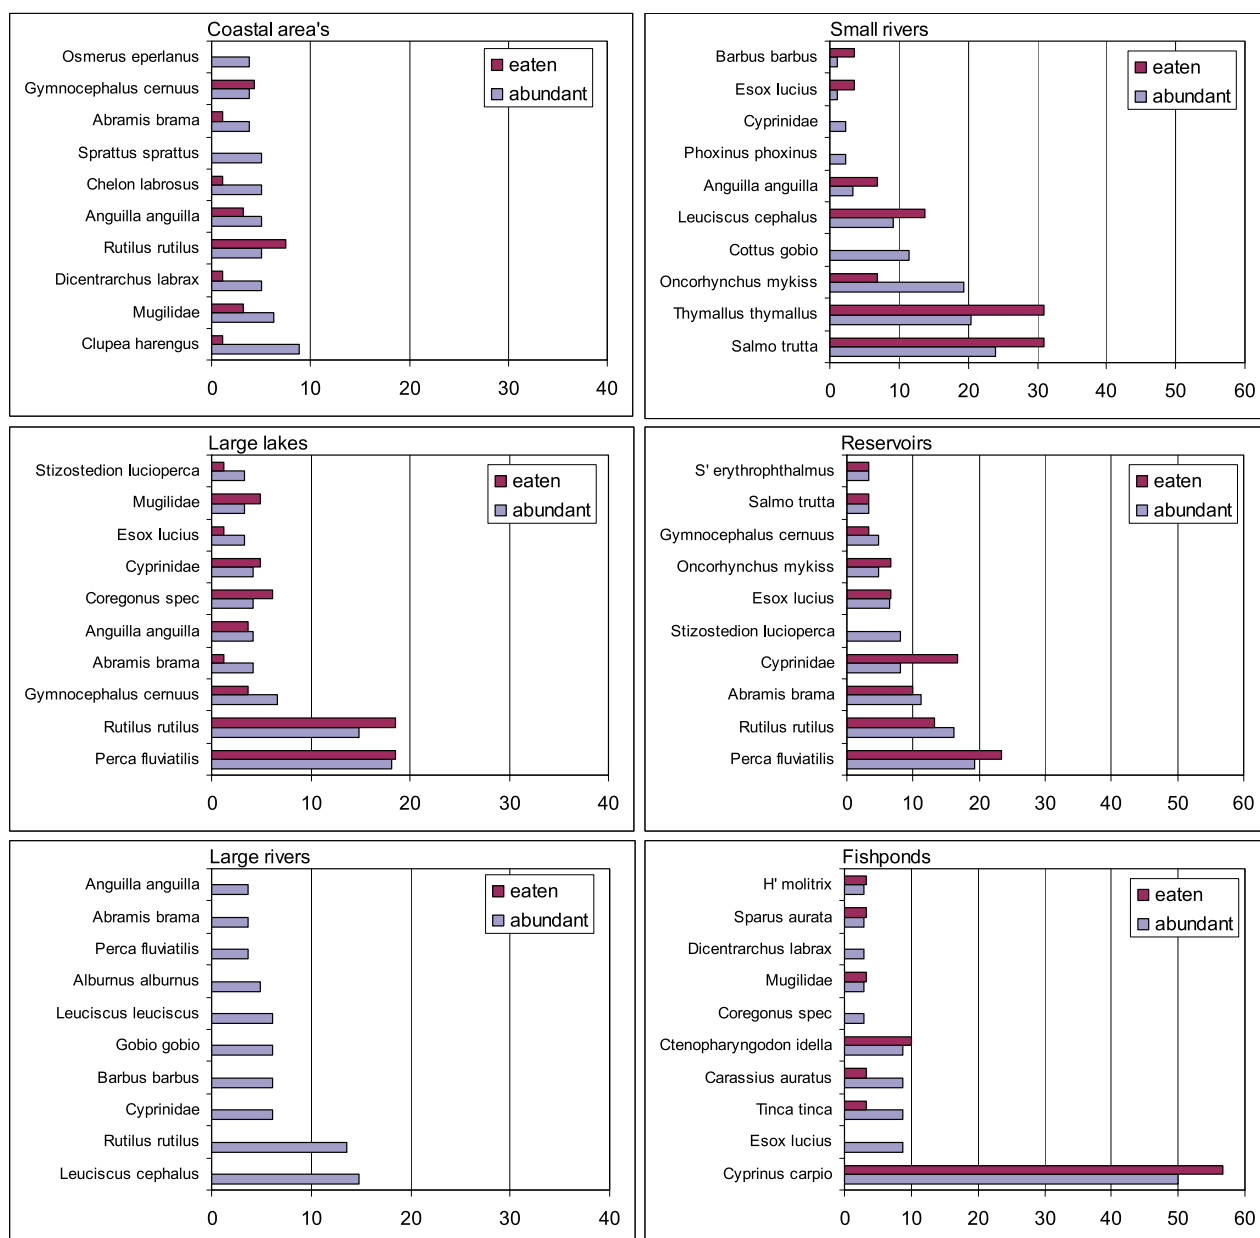 Coastal area's
eaten
abundant
Osmerus eperlanus
Gymnocephalus cernuus
Abramis brama
Sprattus sprattus
Chelon labrosus
Anguilla anguilla
Rutilus rutilus
Dicentrarchus labrax
Mugilidae
Clupea harengus
0 10 20 30 40
Small rivers
eaten
abundant
Barbus barbus
Esox lucius
Cyprinidae
Phoxinus phoxinus
Anguilla anguilla
Leuciscus cephalus
Cottus gobio
Oncorhynchus mykiss
Thymallus thymallus
Salmo trutta
0 10 20 30 40 50 60
Large lakes
eaten
abundant
Stizostedion lucioperca
Mugilidae
Esox lucius
Cyprinidae
Coregonus spec
Anguilla anguilla
Abramis brama
Gymnocephalus cernuus
Rutilus rutilus
Perca fluviatilis
0 10 20 30 40
Reservoirs
eaten
abundant
S' erythrophthalmus
Salmo trutta
Gymnocephalus cernuus
Oncorhynchus mykiss
Esox lucius
Stizostedion lucioperca
Cyprinidae
Abramis brama
Rutilus rutilus
Perca fluviatilis
0 10 20 30 40 50 60
Large rivers
eaten
abundant
Anguilla anguilla
Abramis brama
Perca fluviatilis
Alburnus alburnus
Leuciscus leuciscus
Gobio gobio
Barbus barbus
Cyprinidae
Rutilus rutilus
Leuciscus cephalus
0 10 20 30 40
Fishponds
eaten
abundant
H' molitrix
Sparus aurata
Dicentrarchus labrax
Mugilidae
Coregonus spec
Ctenopharyngodon idella
Carassius auratus
Tinca tinca
Esox lucius
Cyprinus carpio
0 10 20 30 40 50 60